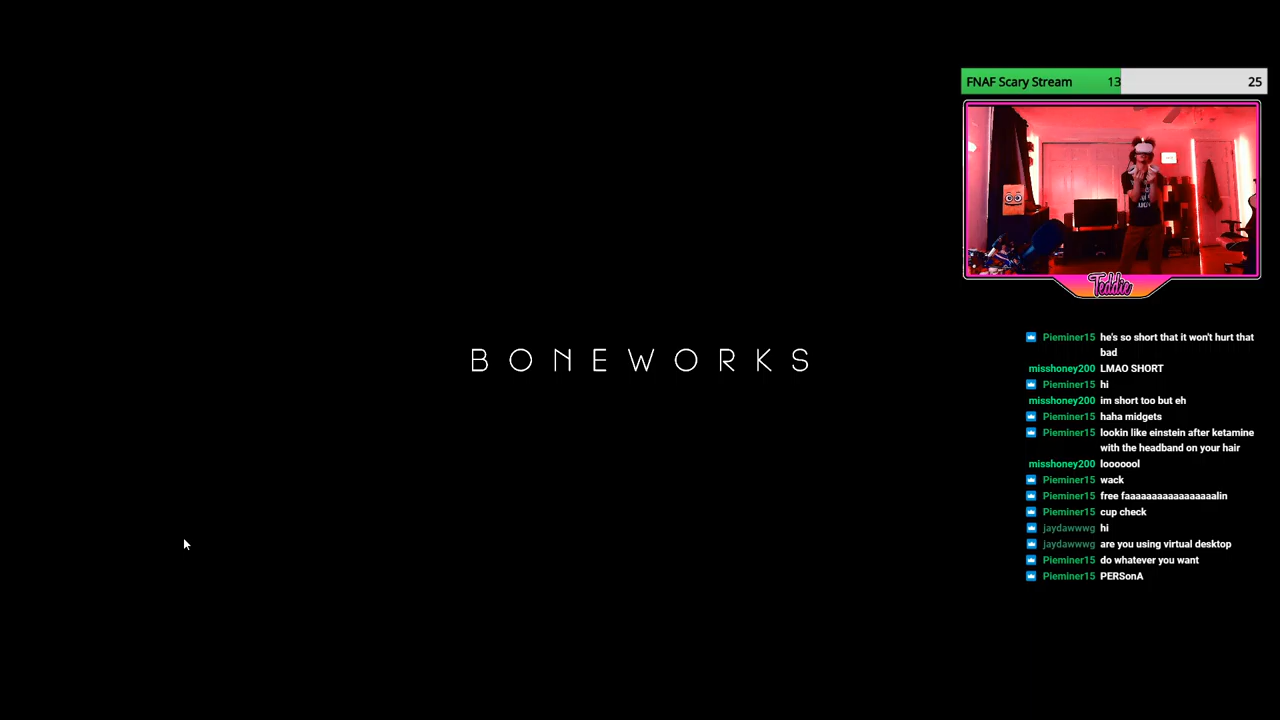 FNAF Scary Stream 13 25
Teddie
BONEWORKS
Pieminer15 he's so short that it won't hurt that
bad
misshoney200 LMAO SHORT
Pieminer15 hi
misshoney200 im short too but eh
Pieminer15 haha midgets
Pieminer15 lookin like einstein after ketamine
with the headband on your hair
misshoney200 looooool
Pieminer15 wack
Pieminer15 free faaaaaaaaaaaaaaaalin
Pieminer15 cup check
jaydawwwg hi
jaydawwwg are you using virtual desktop
Pieminer15 do whatever you want
Pieminer15 PERSonA